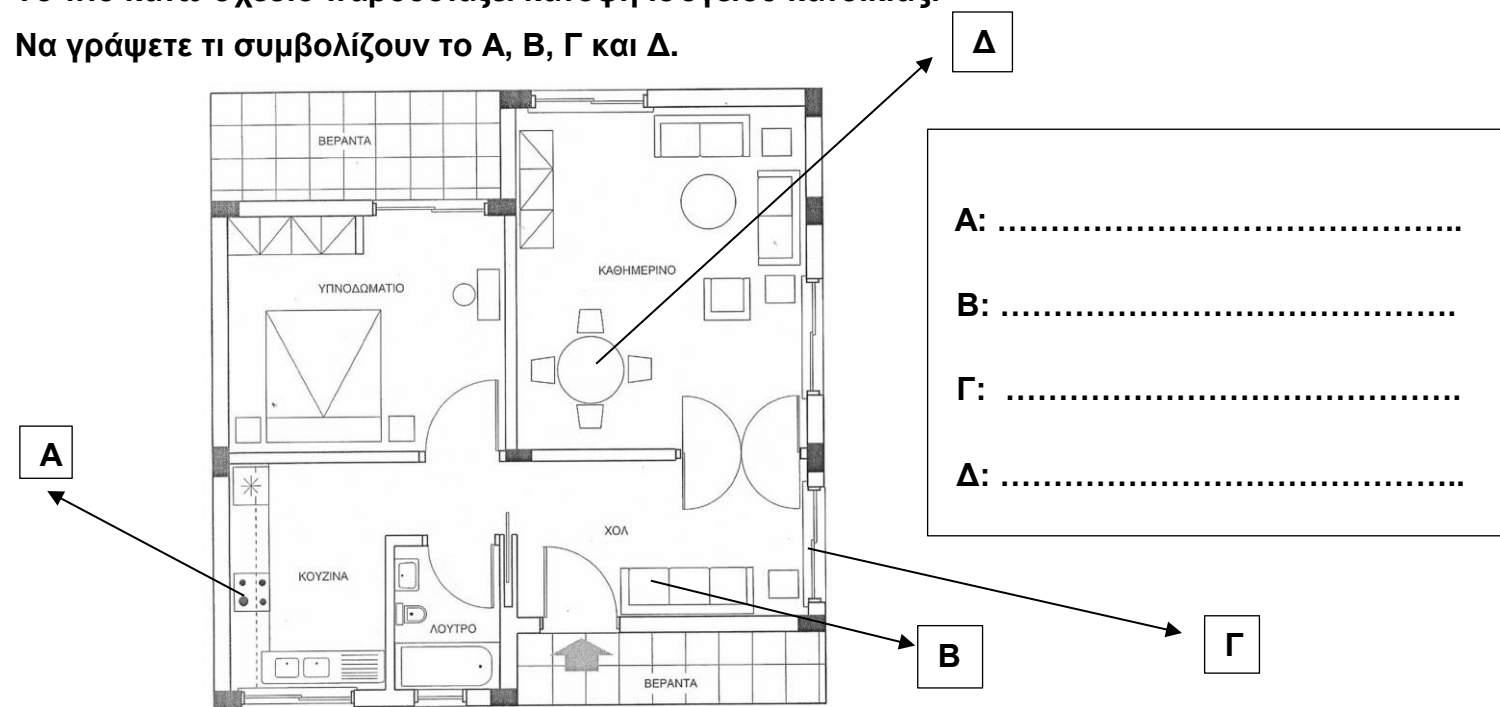 Να γράψετε τι συμβολίζουν το Α, Β, Γ και Δ.
Δ
ΒΕΡΑΝΤΑ
Α: ………………………………………..
ΚΑΘΗΜΕΡΙΝΟ
ΥΠΝΟΔΩΜΑΤΙΟ
Β: …………………………………….
Γ: …………………………………….
Α
Δ: ……………………………………..
ΧΟΛ
ΚΟΥΖΙΝΑ
ΛΟΥΤΡΟ
Β
Γ
ΒΕΡΑΝΤΑ